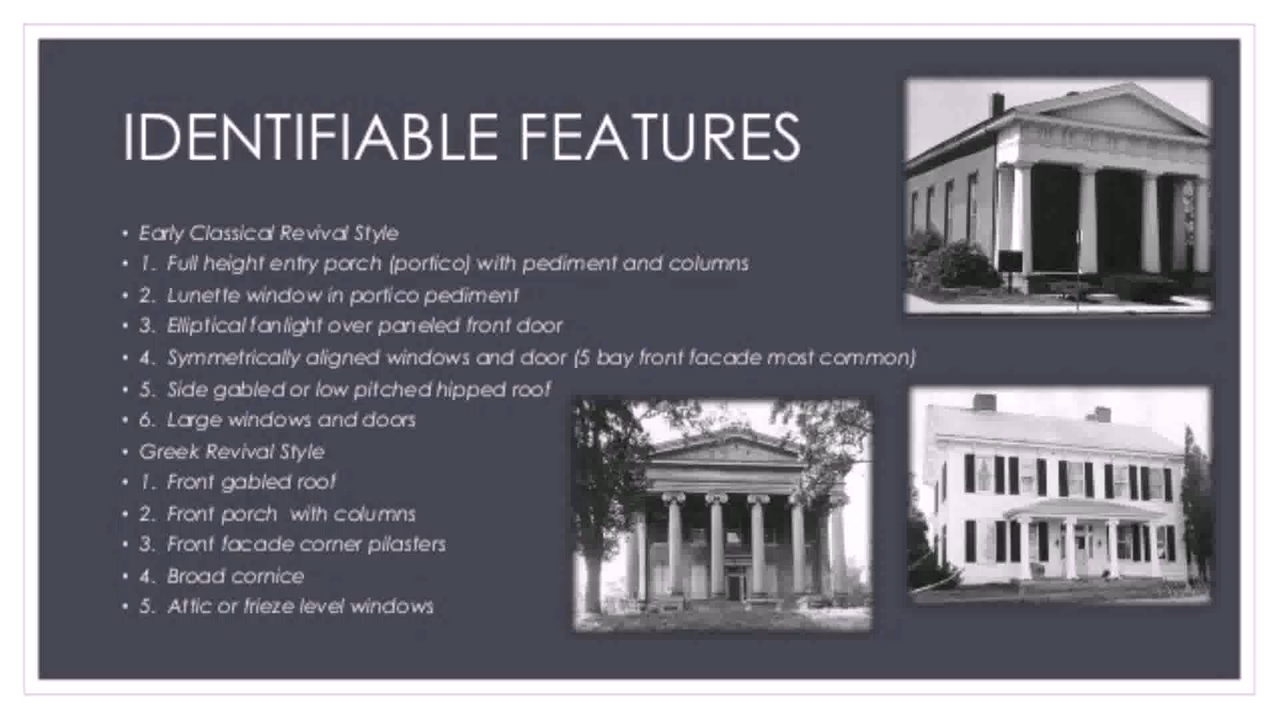 IDENTIFIABLE FEATURES
• Early Classical Revival Style
• 1. Full height entry porch (portico) with pediment and columns
• 2. Lunette window in portico pediment
• 3. Elliptical fanlight over paneled front door
• 4. Symmetrically aligned windows and door (5 bay front facade most common)
• 5. Side gabled or low pitched hipped roof
• 6. Large windows and doors
• Greek Revival Style
• 1. Front gabled roof
• 2. Front porch with columns
• 3. Front facade corner pilasters
• 4. Broad cornice
• 5. Attic or frieze level windows